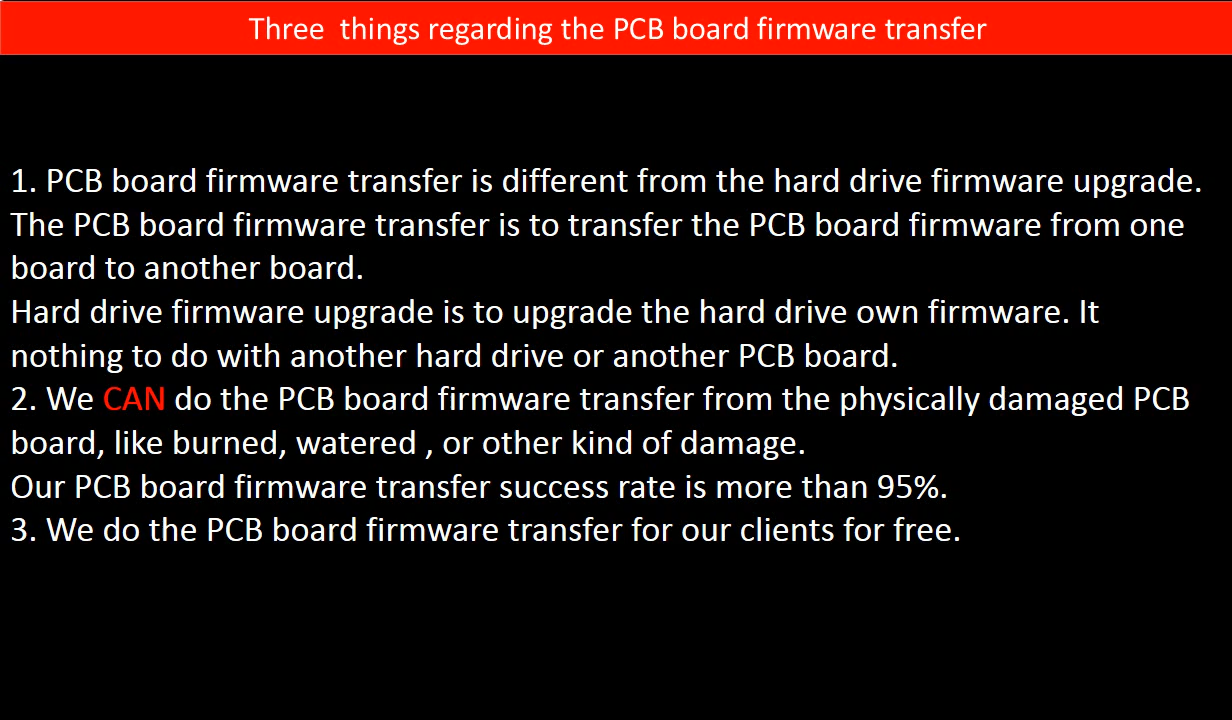 Three  things regarding the PCB board firmware transfer
1. PCB board firmware transfer is different from the hard drive firmware upgrade.
The PCB board firmware transfer is to transfer the PCB board firmware from one
board to another board.
Hard drive firmware upgrade is to upgrade the hard drive own firmware. It
nothing to do with another hard drive or another PCB board.
2. We CAN do the PCB board firmware transfer from the physically damaged PCB
board, like burned, watered , or other kind of damage.
Our PCB board firmware transfer success rate is more than 95%.
3. We do the PCB board firmware transfer for our clients for free.